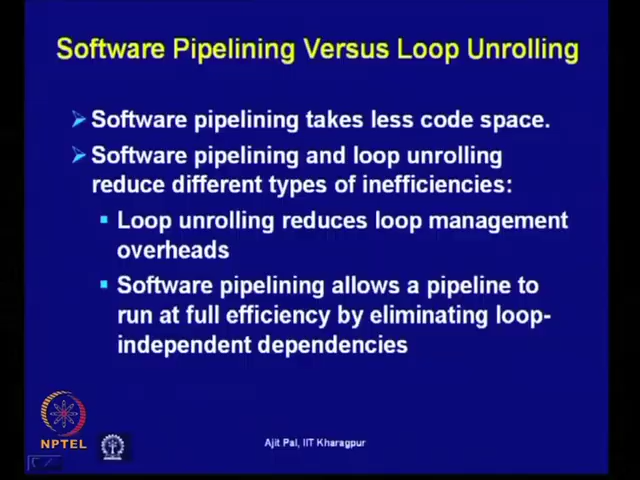 Software Pipelining Versus Loop Unrolling
Software pipelining takes less code space.
Software pipelining and loop unrolling
reduce different types of inefficiencies:
Loop unrolling reduces loop management
overheads
Software pipelining allows a pipeline to
run at full efficiency by eliminating loop-
independent dependencies
NPTEL
Ajit Pal, IIT Kharagpur